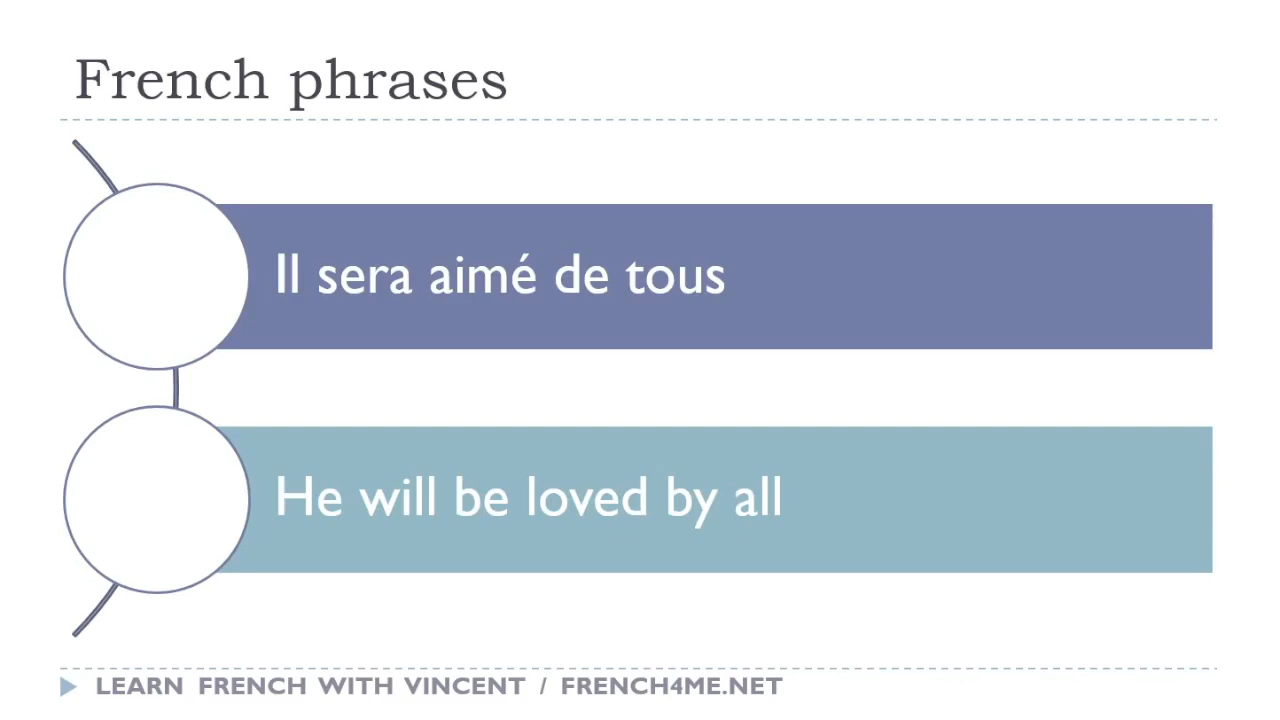 French phrases
Il sera aimé de tous
He will be loved by all
LEARN FRENCH WITH VINCENT / FRENCH4ME.NET